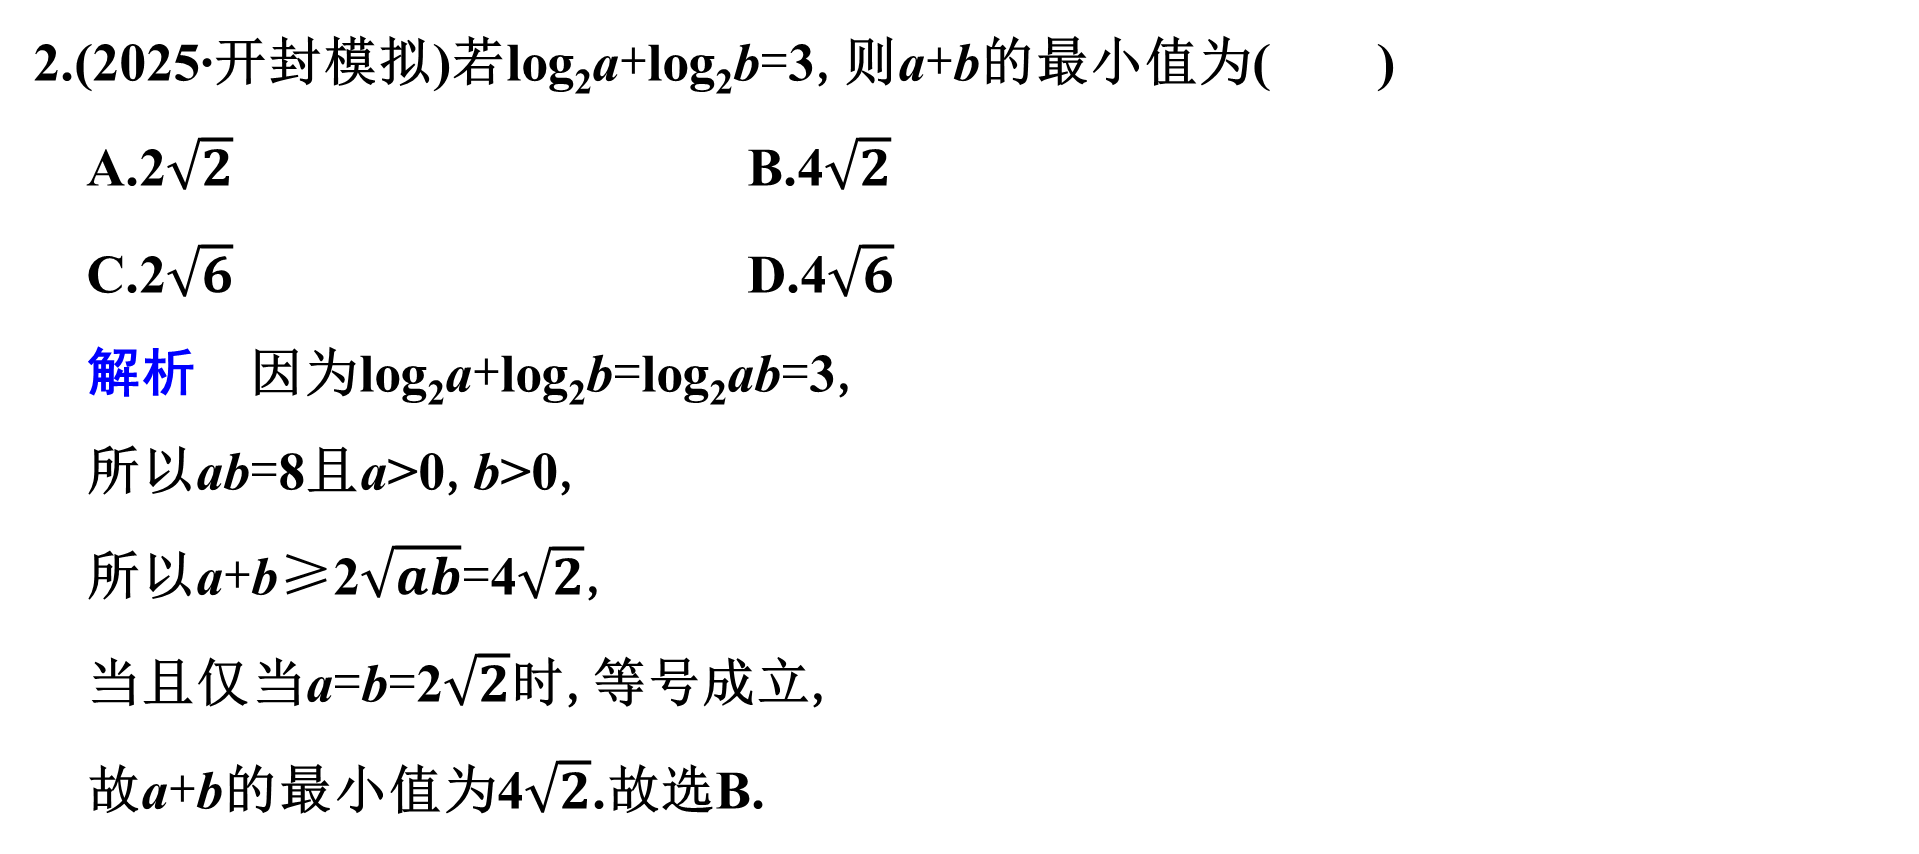 2.(2025·开封模拟)若log₂a+log₂b=3, 则a+b的最小值为(　　)
A.2√2　　B.4√2
C.2√6　　D.4√6
解析　因为log₂a+log₂b=log₂ab=3,
所以ab=8且a>0, b>0,
所以a+b≥2√ab=4√2,
当且仅当a=b=2√2时, 等号成立,
故a+b的最小值为4√2.故选B.